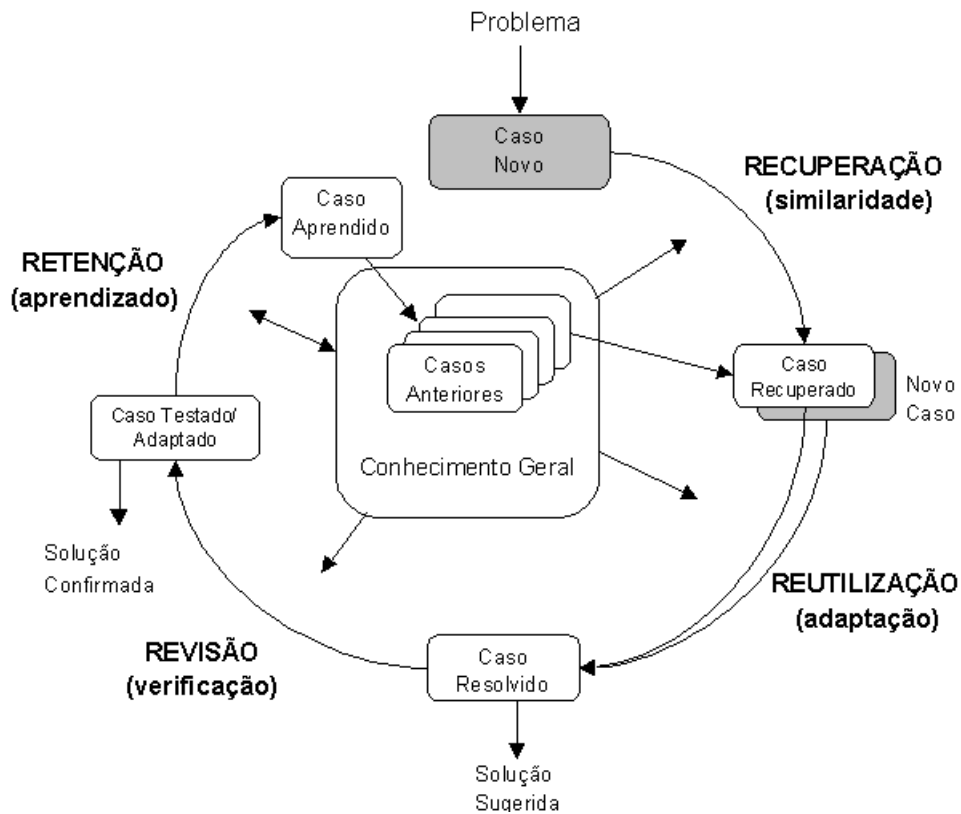 Problema
Caso
Novo
RECUPERAÇÃO
(similaridade)
Caso
Aprendido
RETENÇÃO
(aprendizado)
Casos
Anteriores
Caso
Recuperado
Novo
Caso
Caso Testado/
Adaptado
Conhecimento Geral
Solução
Confirmada
REUTILIZAÇÃO
(adaptação)
REVISÃO
(verificação)
Caso
Resolvido
Solução
Sugerida